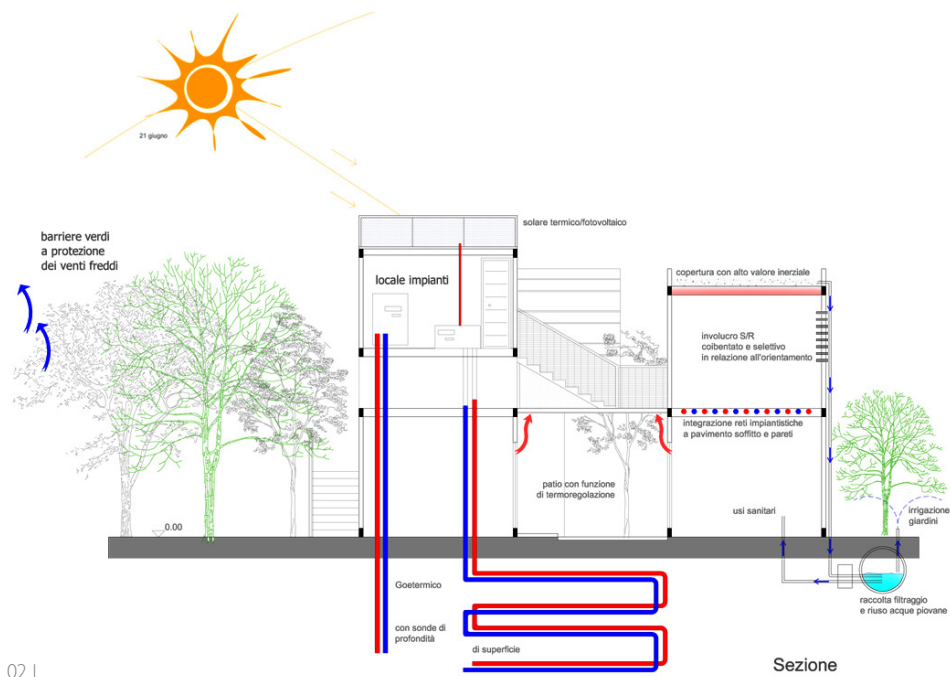 21 giugno
solare termico/fotovoltaico
barriere verdi
a protezione
dei venti freddi
locale impianti
copertura con alto valore inerziale
involucro S/R
coibentato e selettivo
in relazione all'orientamento
integrazione reti impiantistiche
a pavimento soffitto e pareti
patio con funzione
di termoregolazione
usi sanitari
irrigazione
giardini
0.00
Goetermico
con sonde di
profondità
di superficie
raccolta filtraggio
e riuso acque piovane
Sezione
02 |